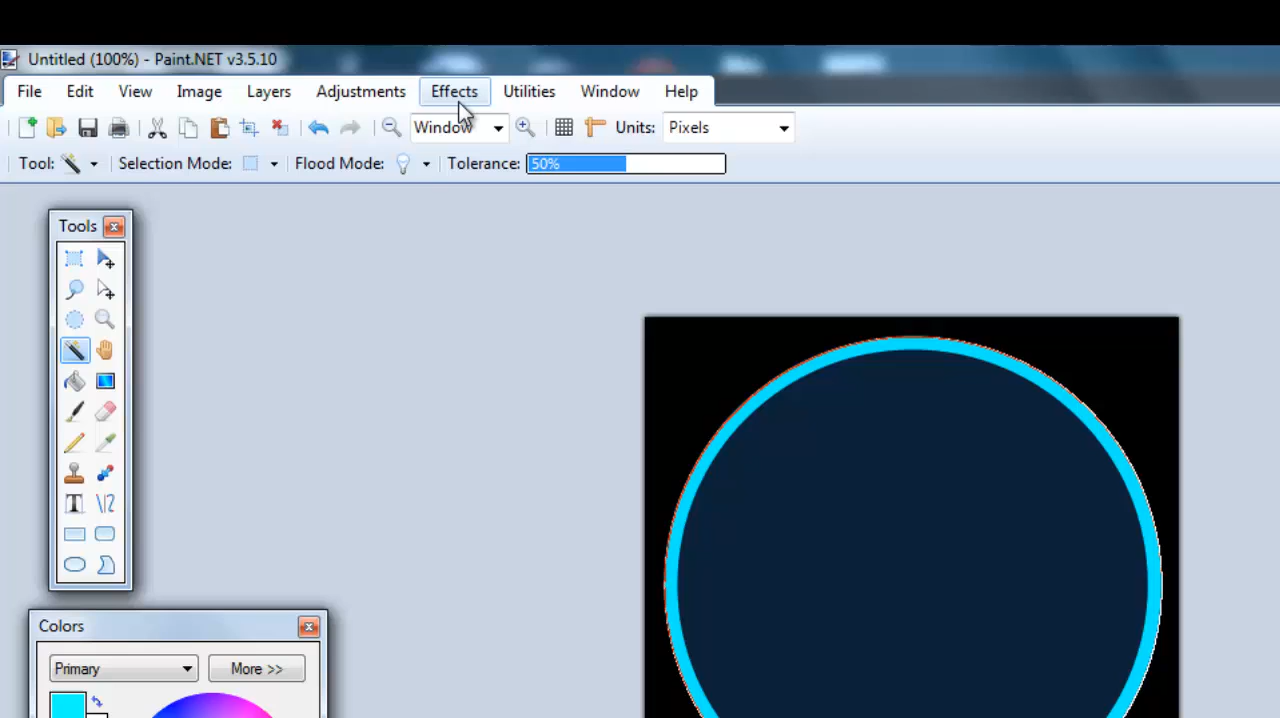 Untitled (100%) - Paint.NET v3.5.10
File Edit View Image Layers Adjustments Effects Utilities Window Help
Window Units: Pixels
Tool: Selection Mode: Flood Mode: Tolerance: 50%
Tools
Colors
Primary More >>